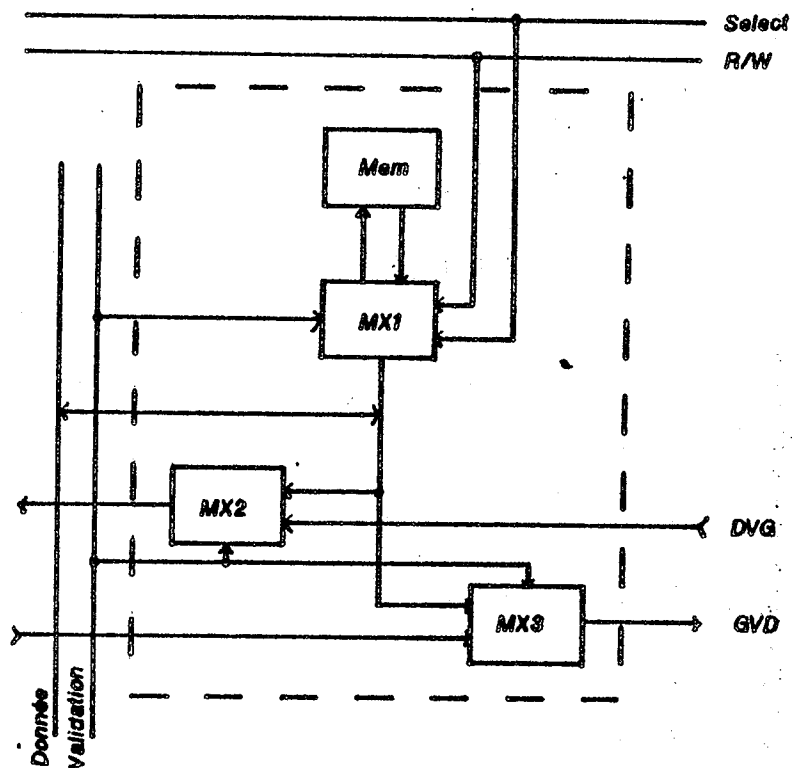 Select
R/W
Mem
MX1
MX2
DVG
MX3
GVD
Donnée
Validation